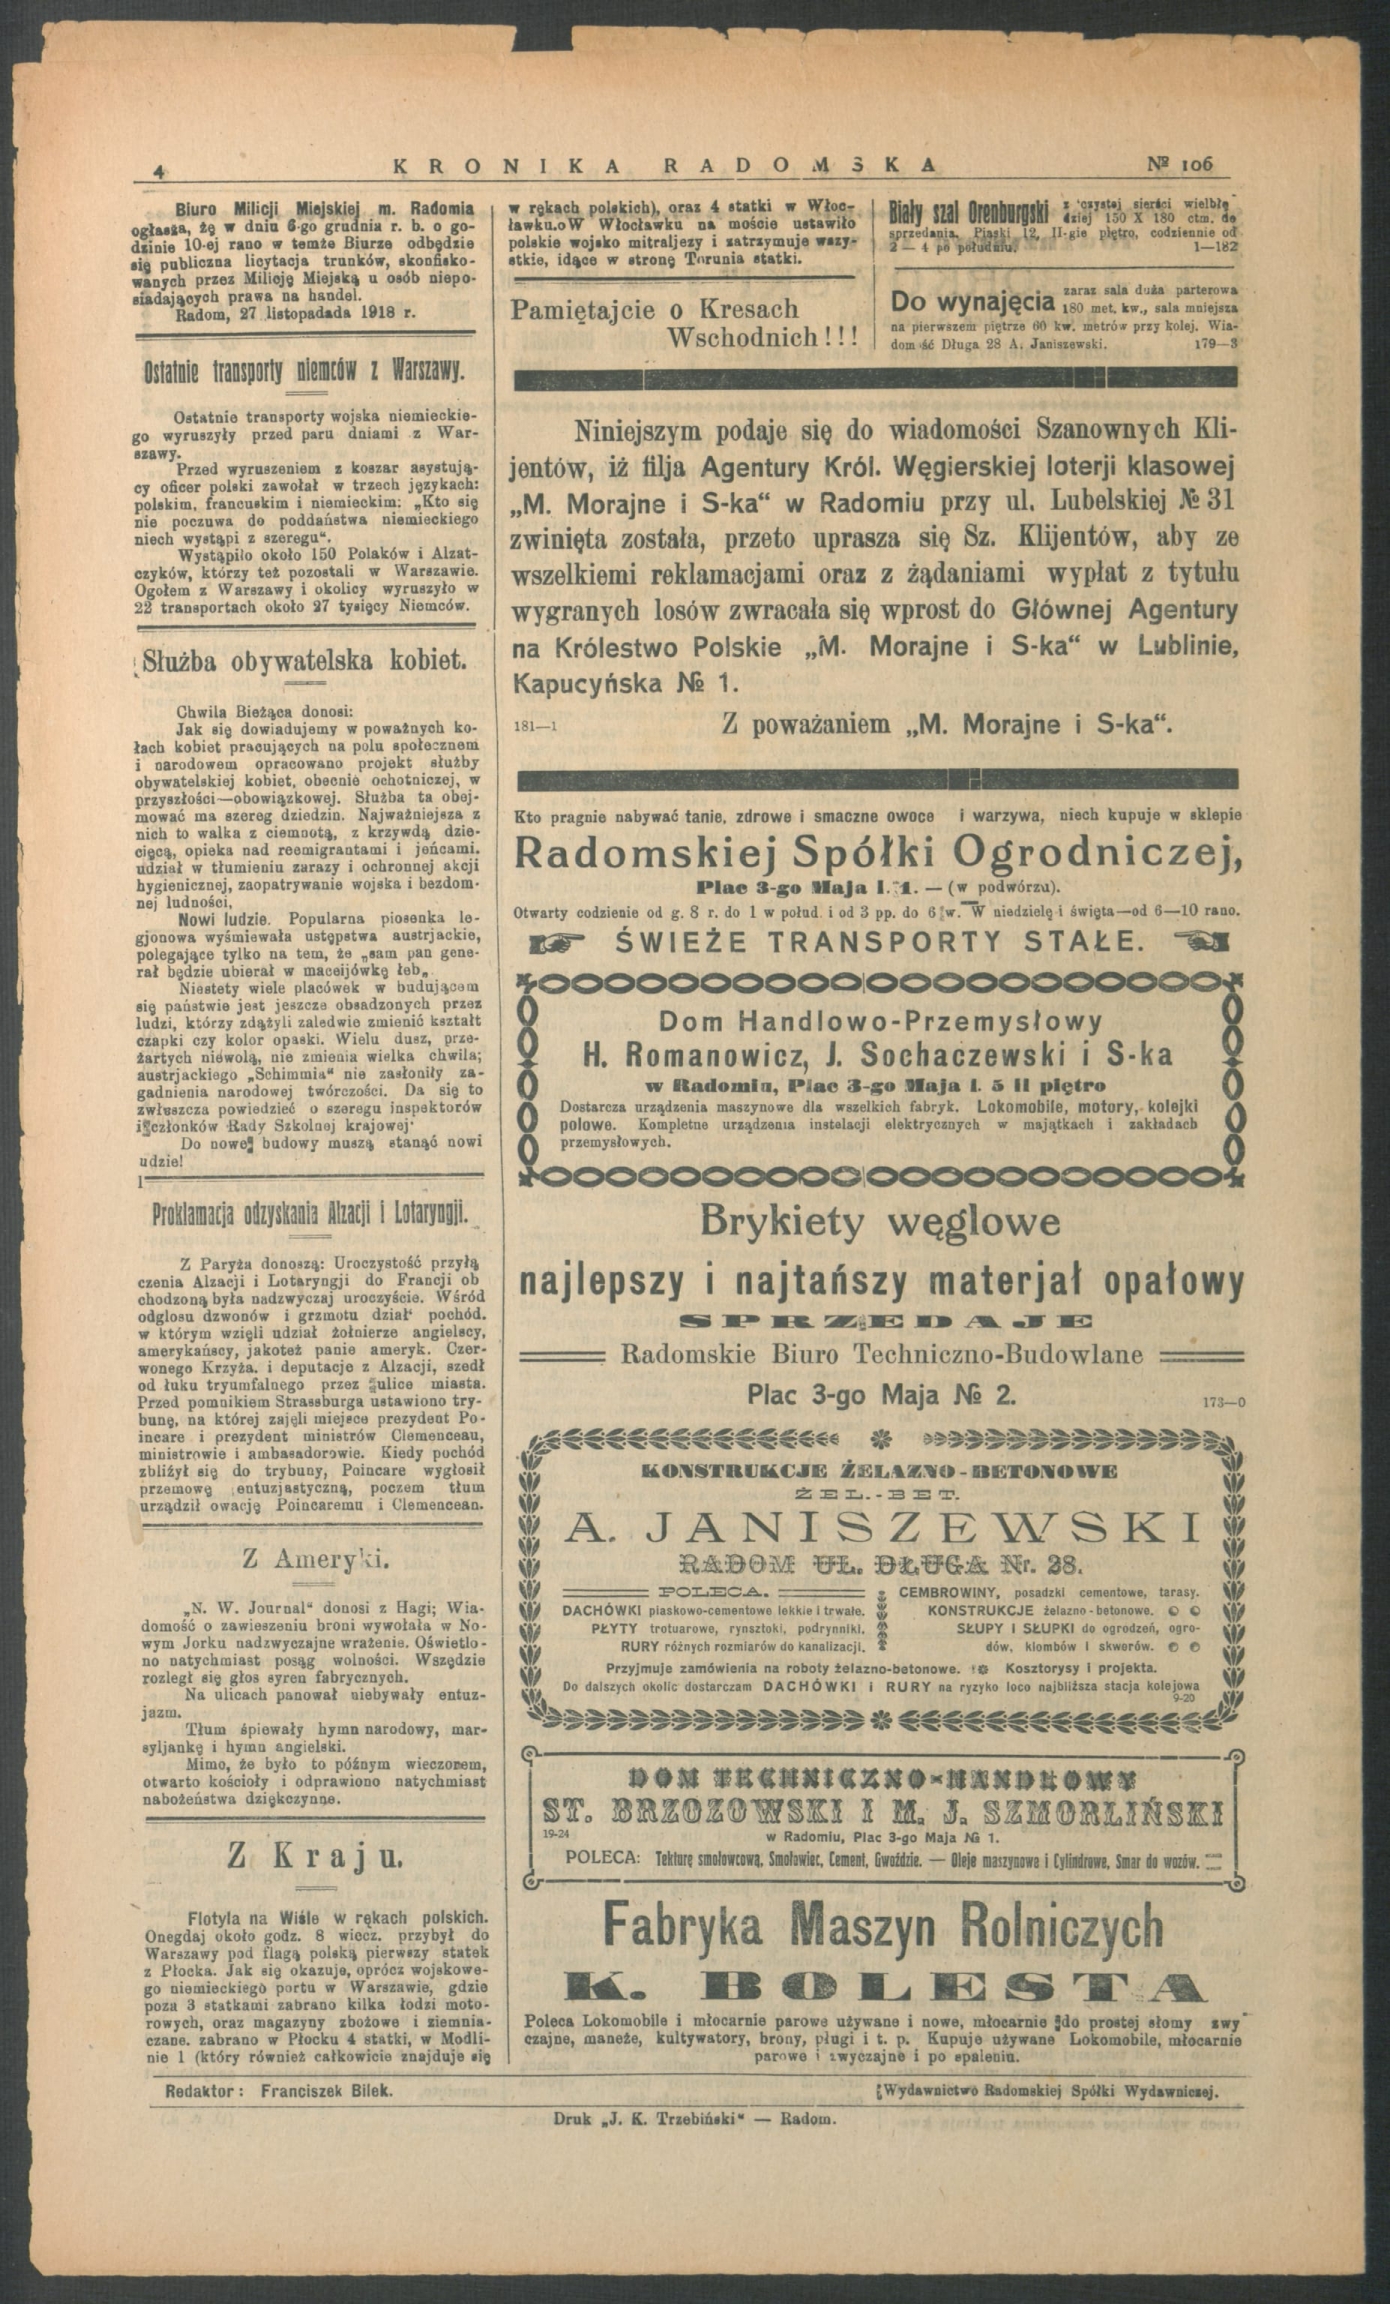 4
KRONIKA RADOMSKA
№ 106
Biuro Milicji Miejskiej m. Radomia
ogłasza, żę w dniu 6-go grudnia r. b. o go-
dzinie 10-ej rano w temże Biurze odbędzie
się publiczna licytacja trunków, skonfisko-
wanych przez Milicję Miejską u osób niepo-
siadających prawa na handel.
Radom, 27 listopadada 1918 r.
Ostatnie transporty niemców z Warszawy.
Ostatnie transporty wojska niemieckie-
go wyruszyły przed paru dniami z War-
szawy.
Przed wyruszeniem z koszar asystują-
cy oficer polski zawołał w trzech językach:
polskim, francuskim i niemieckim: „Kto się
nie poczuwa do poddaństwa niemieckiego
niech wystąpi z szeregu“.
Wystąpiło około 150 Polaków i Alzat-
czyków, którzy też pozostali w Warszawie.
Ogołem z Warszawy i okolicy wyruszyło w
22 transportach około 27 tysięcy Niemców.
Służba obywatelska kobiet.
Chwila Bieżąca donosi:
Jak się dowiadujemy w poważnych ko-
łach kobiet pracujących na polu społecznem
i narodowem opracowano projekt służby
obywatelskiej kobiet, obecnie ochotniczej, w
przyszłości—obowiązkowej. Służba ta obej-
mować ma szereg dziedzin. Najważniejsza z
nich to walka z ciemnotą, z krzywdą dzie-
cięcą, opieka nad reemigrantami i jeńcami.
udział w tłumieniu zarazy i ochronnej akcji
hygienicznej, zaopatrywanie wojska i bezdom-
nej ludności,
Nowi ludzie. Popularna piosenka le-
gjonowa wyśmiewała ustępstwa austrjackie,
polegające tylko na tem, że „sam pan gene-
rał będzie ubierał w maceijówkę łeb„
Niestety wiele placówek w budującem
się państwie jest jeszcze obsadzonych przez
ludzi, którzy zdążyli zaledwie zmienić kształt
czapki czy kolor opaski. Wielu dusz, prze-
żartych niewolą, nie zmienia wielka chwila;
austrjackiego „Schimmla“ nie zasłoniły za-
gadnienia narodowej twórczości. Da się to
zwłuszcza powiedzieć o szeregu inspektorów
i członków Rady Szkolnej krajowej
Do nowej budowy muszą stanąć nowi
udzie!
l
Proklamacja odzyskania Alzacji i Lotaryngji.
Z Paryża donoszą: Uroczystość przyłą
czenia Alzacji i Lotaryngji do Francji ob
chodzoną była nadzwyczaj uroczyście. Wśród
odglosu dzwonów i grzmotu dział pochód.
w którym wzięli udział żołnierze angielscy,
amerykańscy, jakoteż panie ameryk. Czer-
wonego Krzyża. i deputacje z Alzacji, szedł
od łuku tryumfalnego przez ulice miasta.
Przed pomnikiem Strassburga ustawiono try-
bunę, na której zajęli miejsce prezydent Po-
incare i prezydent ministrów Clemenceau,
ministrowie i ambasadorowie. Kiedy pochód
zbliżył się do trybuny, Poincare wygłosił
przemowę entuzjastyczną, poczem tłum
urządził owację Poincaremu i Clemencean.
Z Ameryki.
„N. W. Journal“ donosi z Hagi; Wia-
domość o zawieszeniu broni wywołała w No-
wym Jorku nadzwyczajne wrażenie. Oświetlo-
no natychmiast posąg wolności. Wszędzie
rozległ się głos syren fabrycznych.
Na ulicach panował niebywały entuz-
jazm.
Tłum śpiewały hymn narodowy, mar-
syljankę i hymn angielski.
Mimo, że było to późnym wieczorem,
otwarto kościoły i odprawiono natychmiast
nabożeństwa dziękczynne.
Z Kraju.
Flotyla na Wiśle w rękach polskich.
Onegdaj około godz. 8 wiecz. przybył do
Warszawy pod flagą polską pierwszy statek
z Płocka. Jak się okazuje, oprócz wojskowe-
go niemieckiego portu w Warszawie, gdzie
poza 3 statkami zabrano kilka łodzi moto-
rowych, oraz magazyny zbożowe i ziemnia-
czane. zabrano w Płocku 4 statki, w Modli-
nie 1 (który również całkowicie znajduje się
w rękach polskich), oraz 4 statki w Włoc-
ławku.oW Włocławku na moście ustawiło
polskie wojsko mitraljezy i zatrzymuje wszy-
stkie, idące w stronę Torunia statki.
Pamiętajcie o Kresach
Wschodnich!!!
Biały szal Orenburgski z czystej sierści wielbłę
dziej 150 X 180 ctm. do
sprzedania. Piaski 12, II-gie piętro, codziennie od
2—4 po południu. 1—182
Do wynajęcia zaraz sala duża parterowa
180 met. kw., sala mniejsza
na pierwszem piętrze 60 kw. metrów przy kolej. Wia-
domość Długa 28 A. Janiszewski. 179—3
Niniejszym podaje się do wiadomości Szanownych Kli-
jentów, iż filja Agentury Król. Węgierskiej loterji klasowej
„M. Morajne i S-ka“ w Radomiu przy ul. Lubelskiej № 31
zwinięta została, przeto uprasza się Sz. Klijentów, aby ze
wszelkiemi reklamacjami oraz z żądaniami wypłat z tytułu
wygranych losów zwracała się wprost do Głównej Agentury
na Królestwo Polskie „M. Morajne i S-ka“ w Lublinie,
Kapucyńska № 1.
181—1 Z poważaniem „M. Morajne i S-ka“.
Kto pragnie nabywać tanie, zdrowe i smaczne owoce i warzywa, niech kupuje w sklepie
Radomskiej Spółki Ogrodniczej,
Plac 3-go Maja l. 1. — (w podwórzu).
Otwarty codzienie od g. 8 r. do 1 w połud. i od 3 pp. do 6 w. W niedzielę i święta—od 6—10 rano.
ŚWIEŻE TRANSPORTY STAŁE.
Dom Handlowo-Przemysłowy
H. Romanowicz, J. Sochaczewski i S-ka
w Radomiu, Plac 3-go Maja l. 5 II piętro
Dostarcza urządzenia maszynowe dla wszelkich fabryk. Lokomobile, motory, kolejki
polowe. Kompletne urządzenia instelacji elektrycznych w majątkach i zakładach
przemysłowych.
Brykiety węglowe
najlepszy i najtańszy materjał opałowy
SPRZEDAJE
Radomskie Biuro Techniczno-Budowlane
Plac 3-go Maja № 2.
173—0
KONSTRUKCJE ŻELAZNO-BETONOWE
ŻEL.-BET.
A. JANISZEWSKI
RADOM UL. DŁUGA Nr. 28.
POLECA.
DACHÓWKI piaskowo-cementowe lekkie i trwałe.
PŁYTY trotuarowe, rynsztoki, podrynniki.
RURY różnych rozmiarów do kanalizacji.
CEMBROWINY, posadzki cementowe, tarasy.
KONSTRUKCJE żelazno-betonowe.
SŁUPY I SŁUPKI do ogrodzeń, ogro-
dów, klombów i skwerów.
Przyjmuje zamówienia na roboty żelazno-betonowe. Kosztorysy i projekta.
Do dalszych okolic dostarczam DACHÓWKI i RURY na ryzyko loco najbliższa stacja kolejowa
9-20
DOM TECHNICZNO-HANDLOWY
ST. BRZOZOWSKI I M. J. SZMORLIŃSKI
19-24 w Radomiu, Plac 3-go Maja № 1.
POLECA: Tekturę smołowcową, Smołowiec, Cement, Gwoździe. — Oleje maszynowe i Cylindrowe, Smar do wozów.
Fabryka Maszyn Rolniczych
K. BOLESTA
Poleca Lokomobile i młocarnie parowe używane i nowe, młocarnie do prostej słomy zwy
czajne, maneże, kultywatory, brony, pługi i t. p. Kupuje używane Lokomobile, młocarnie
parowe i zwyczajne i po spaleniu.
Redaktor: Franciszek Bilek.
Wydawnictwo Radomskiej Spółki Wydawniczej.
Druk „J. K. Trzebiński“ — Radom.